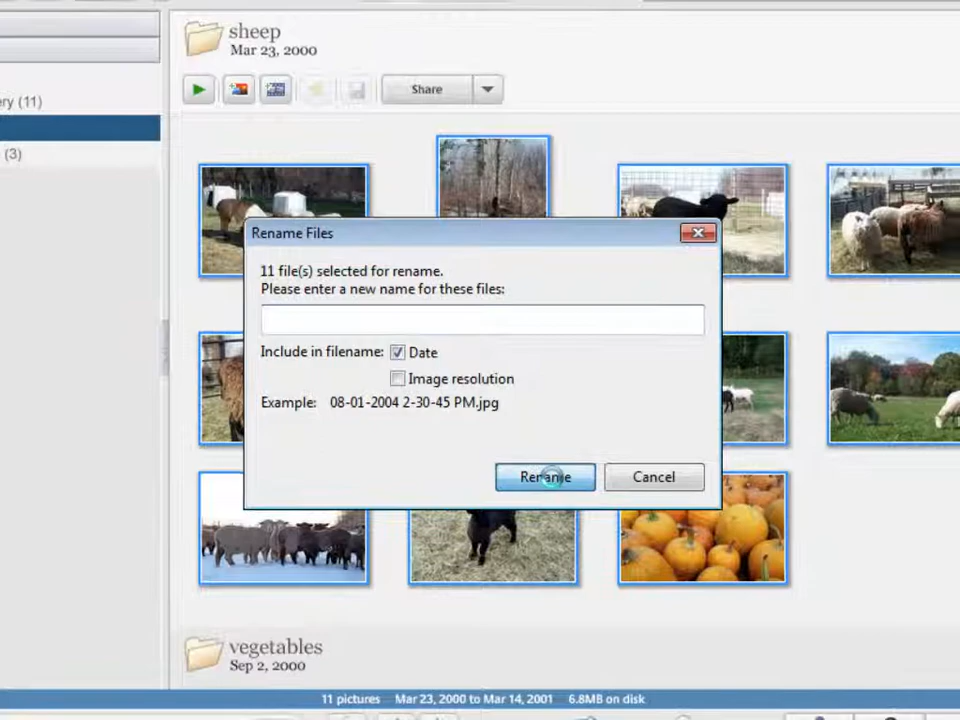 sheep
Mar 23, 2000
Share
ry (11)
(3)
Rename Files
11 file(s) selected for rename.
Please enter a new name for these files:
Include in filename: Date
Image resolution
Example: 08-01-2004 2-30-45 PM.jpg
Rename
Cancel
vegetables
Sep 2, 2000
11 pictures Mar 23, 2000 to Mar 14, 2001 6.8MB on disk